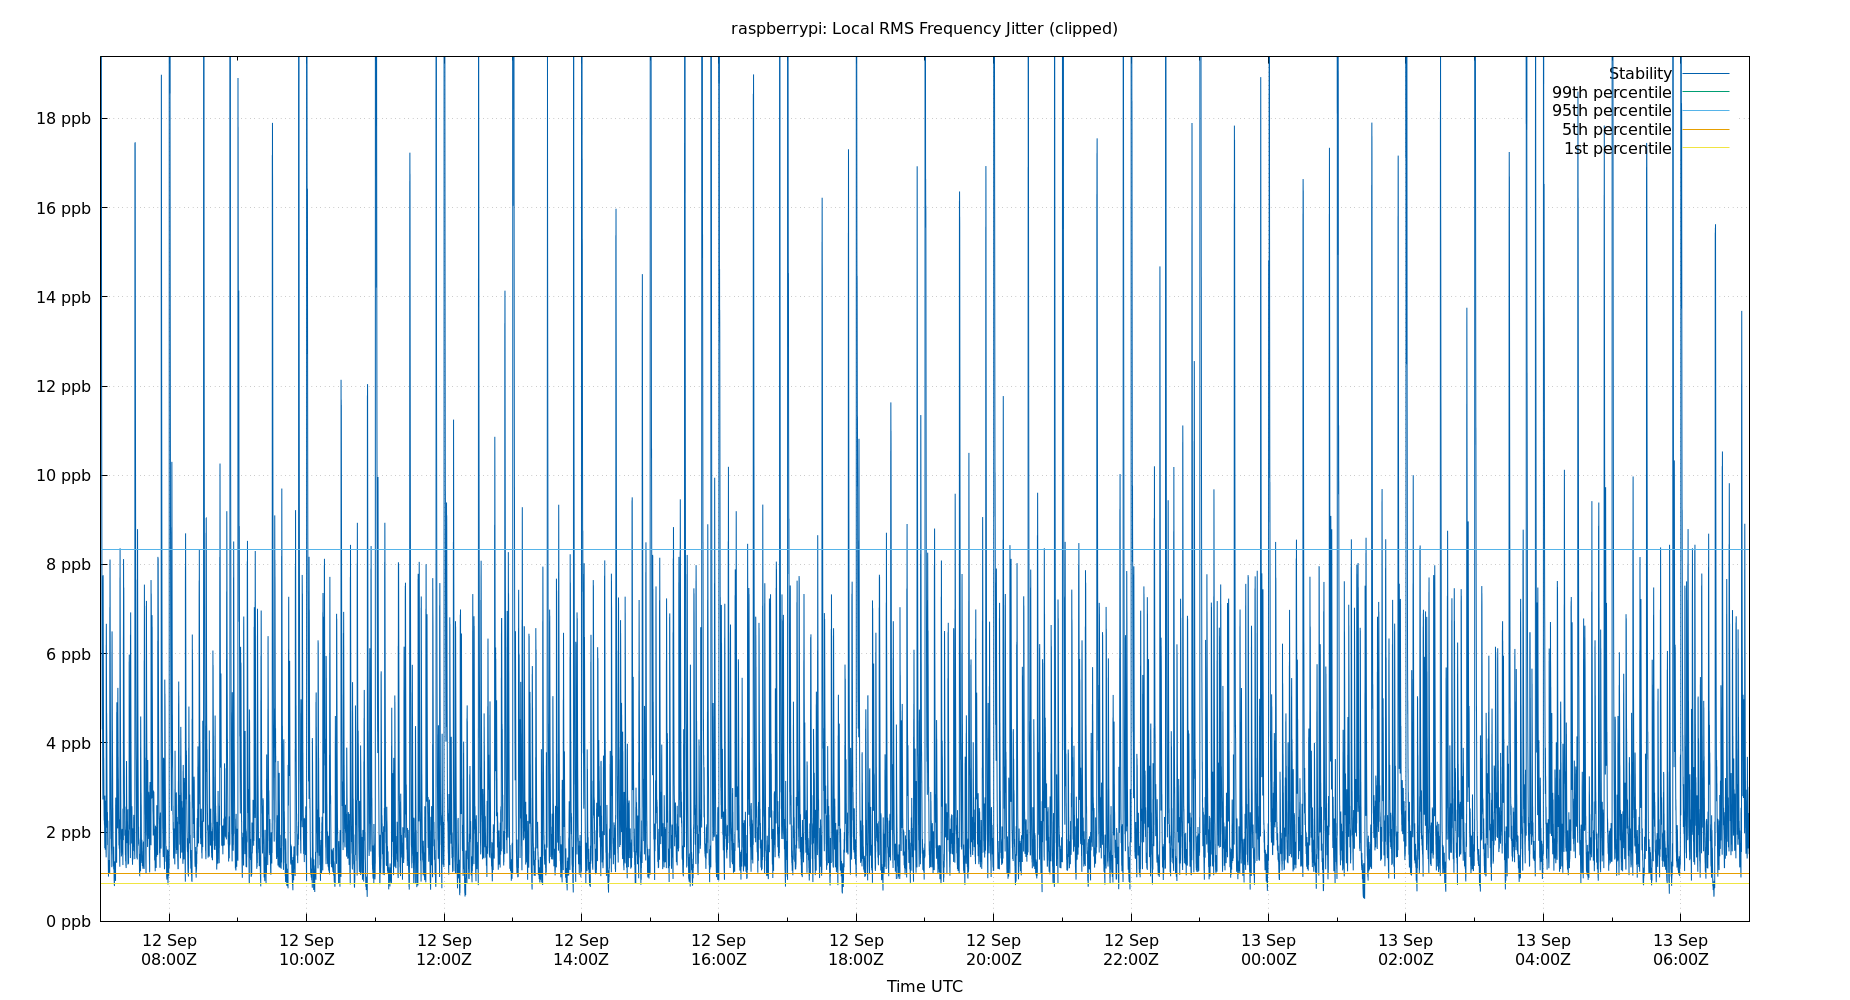 raspberrypi: Local RMS Frequency Jitter (clipped)
Stability
99th percentile
95th percentile
5th percentile
1st percentile
18 ppb
16 ppb
14 ppb
12 ppb
10 ppb
8 ppb
6 ppb
4 ppb
2 ppb
0 ppb
12 Sep 12 Sep 12 Sep 12 Sep 12 Sep 12 Sep 12 Sep 12 Sep 13 Sep 13 Sep 13 Sep 13 Sep
08:00Z 10:00Z 12:00Z 14:00Z 16:00Z 18:00Z 20:00Z 22:00Z 00:00Z 02:00Z 04:00Z 06:00Z
Time UTC